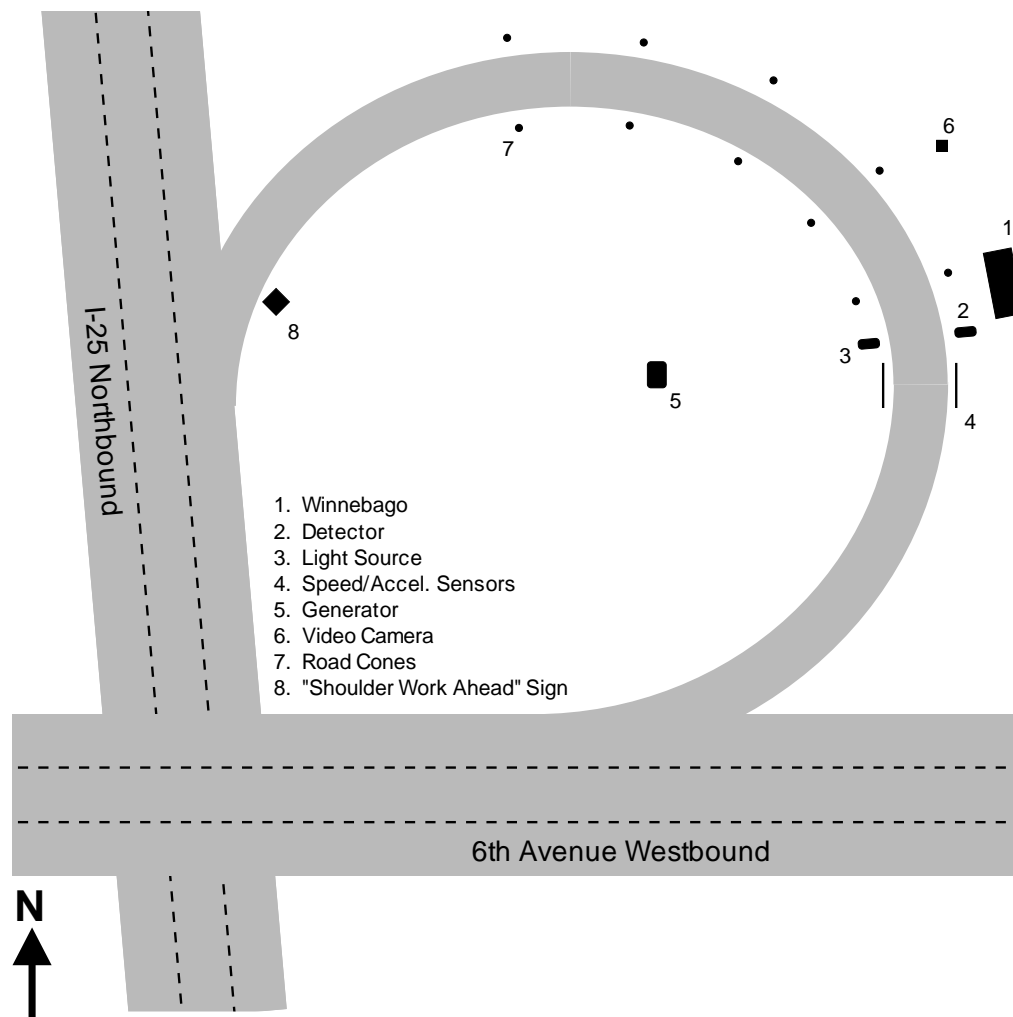 6
7
1
2
8
3
5
4
I-25 Northbound
1. Winnebago
2. Detector
3. Light Source
4. Speed/Accel. Sensors
5. Generator
6. Video Camera
7. Road Cones
8. "Shoulder Work Ahead" Sign
6th Avenue Westbound
N